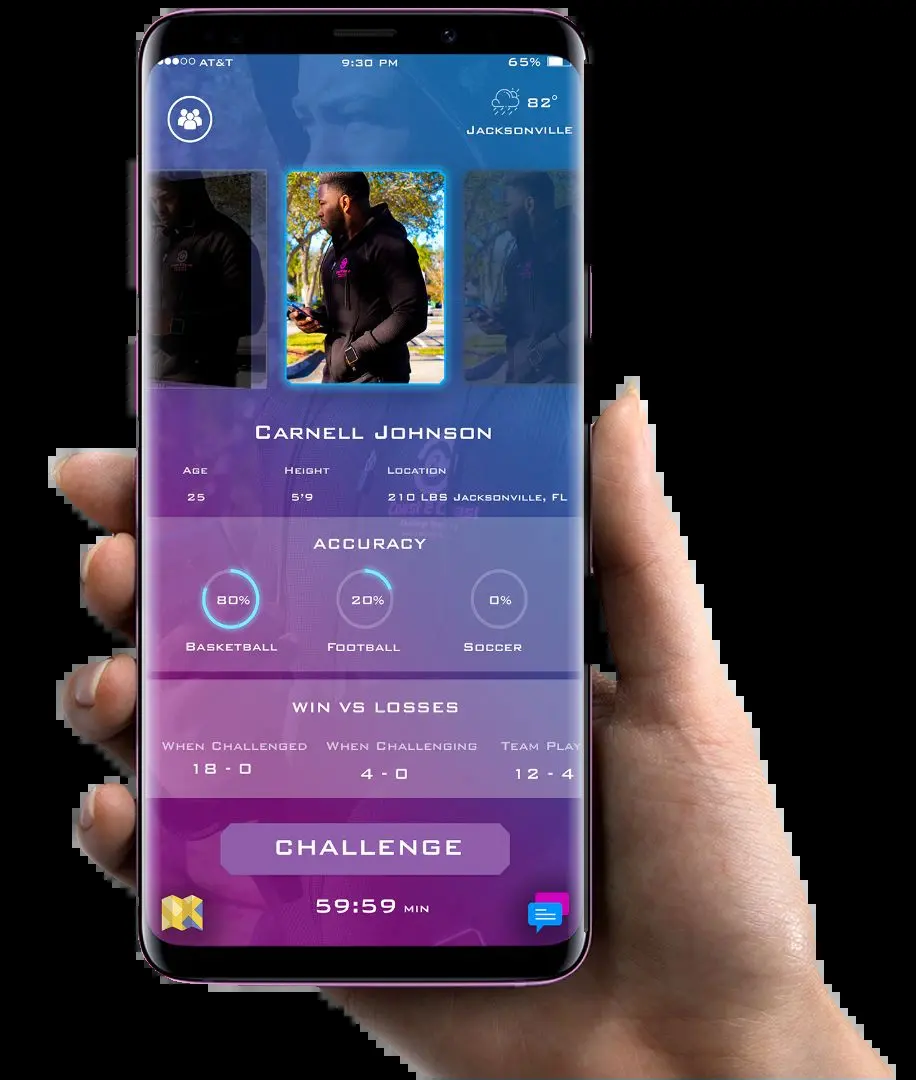 AT&T 9:30 PM 65%
82°
Jacksonville
Carnell Johnson
Age Height Location
25 5'9 210 LBS Jacksonville, FL
ACCURACY
80% 20% 0%
Basketball Football Soccer
WIN VS LOSSES
When Challenged When Challenging Team Play
18 - 0 4 - 0 12 - 4
CHALLENGE
59:59 MIN